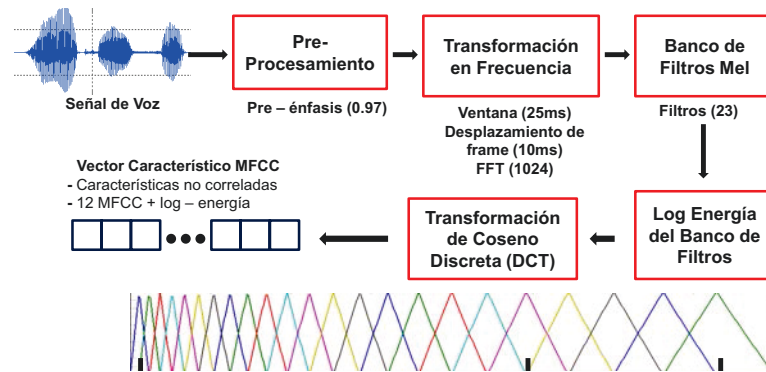 Señal de Voz
Pre-
Procesamiento
Pre – énfasis (0.97)
Transformación
en Frecuencia
Ventana (25ms)
Desplazamiento de
frame (10ms)
FFT (1024)
Banco de
Filtros Mel
Filtros (23)
Log Energía
del Banco de
Filtros
Transformación
de Coseno
Discreta (DCT)
Vector Característico MFCC
- Características no correladas
- 12 MFCC + log – energía